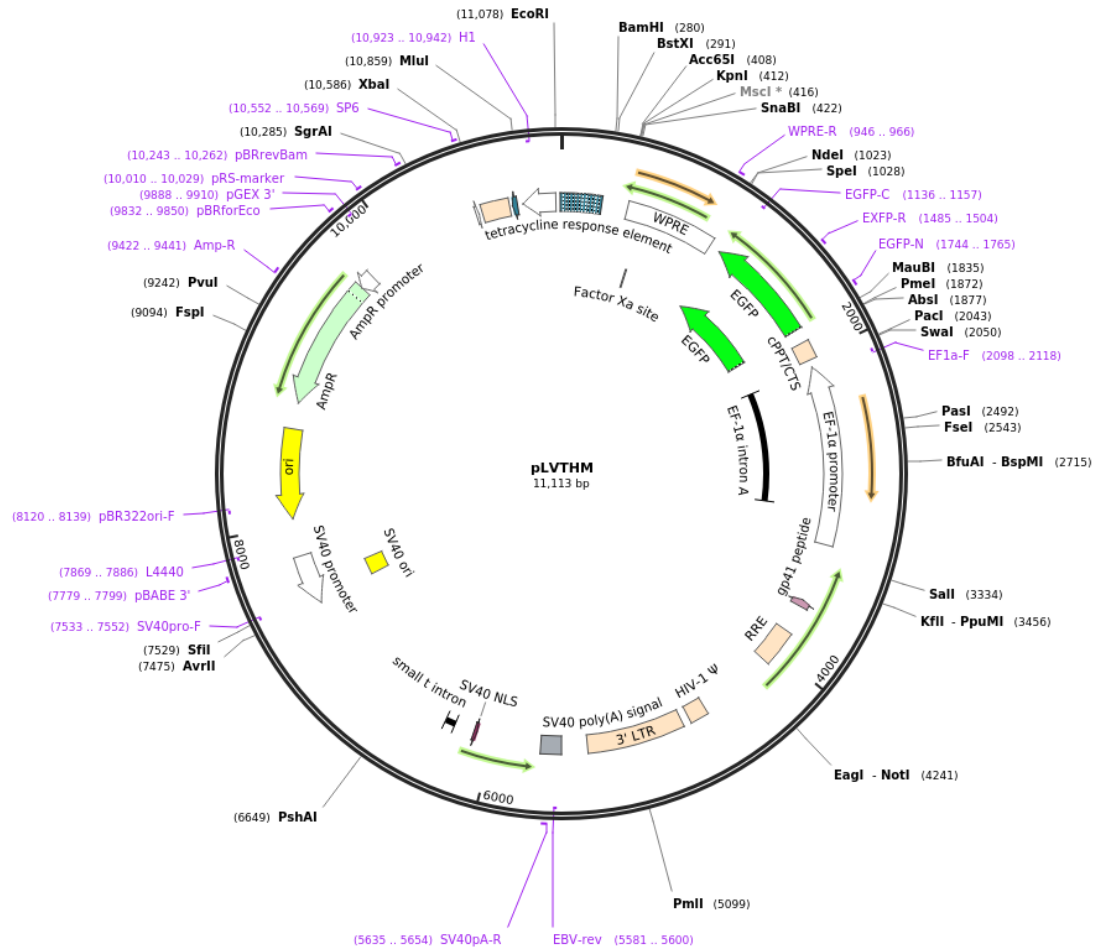 (11,078) EcoRI
(10,923 .. 10,942) H1
(10,859) MluI
(10,586) XbaI
(10,552 .. 10,569) SP6
(10,285) SgrAI
(10,243 .. 10,262) pBRrevBam
(10,010 .. 10,029) pRS-marker
(9888 .. 9910) pGEX 3'
(9832 .. 9850) pBRforEco
(9422 .. 9441) Amp-R
(9242) PvuI
(9094) FspI
(8120 .. 8139) pBR322ori-F
(7869 .. 7886) L4440
(7779 .. 7799) pBABE 3'
(7533 .. 7552) SV40pro-F
(7529) SfiI
(7475) AvrII
(6649) PshAI
(5635 .. 5654) SV40pA-R
EBV-rev (5581 .. 5600)
PmlI (5099)
EagI - NotI (4241)
KflI - PpuMI (3456)
SalI (3334)
BfuAI - BspMI (2715)
FseI (2543)
PasI (2492)
EF1a-F (2098 .. 2118)
SwaI (2050)
PacI (2043)
AbsI (1877)
PmeI (1872)
MauBI (1835)
EGFP-N (1744 .. 1765)
EXFP-R (1485 .. 1504)
EGFP-C (1136 .. 1157)
SpeI (1028)
NdeI (1023)
WPRE-R (946 .. 966)
SnaBI (422)
MscI * (416)
KpnI (412)
Acc65I (408)
BstXI (291)
BamHI (280)
10,000
2000
4000
6000
8000
tetracycline response element
WPRE
Factor Xa site
EGFP
EGFP
cPPT/CTS
EF-1α promoter
EF-1α intron A
gp41 peptide
RRE
HIV-1 Ψ
3' LTR
SV40 poly(A) signal
SV40 NLS
small t intron
SV40 promoter
SV40 ori
ori
AmpR
AmpR promoter
pLVTHM
11,113 bp